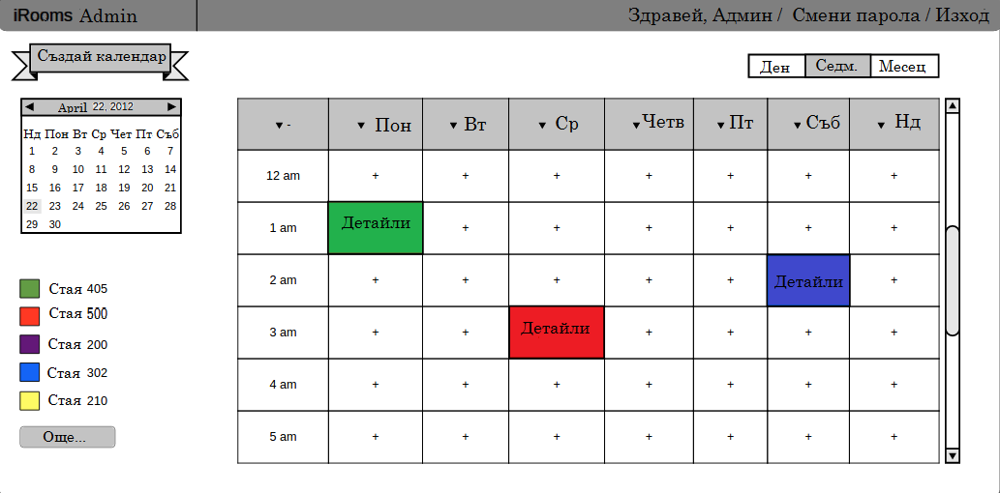 iRooms Admin
Здравей, Админ / Смени парола / Изход
Създай календар
Ден Седм. Месец
April 22, 2012
Нд Пон Вт Ср Чет Пт Съб
1 2 3 4 5 6 7
8 9 10 11 12 13 14
15 16 17 18 19 20 21
22 23 24 25 26 27 28
29 30
Стая 405
Стая 500
Стая 200
Стая 302
Стая 210
Още...
- Пон Вт Ср Четв Пт Съб Нд
12 am + + + + + + +
1 am Детайли + + + + + +
2 am + + + + + Детайли +
3 am + + Детайли + + + +
4 am + + + + + + +
5 am + + + + + + +